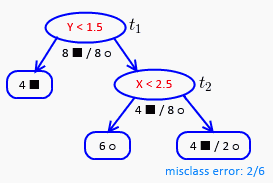 Y < 1.5 t₁
8 ■ / 8 o
4 ■
X < 2.5 t₂
4 ■ / 8 o
6 o
4 ■ / 2 o
misclass error: 2/6